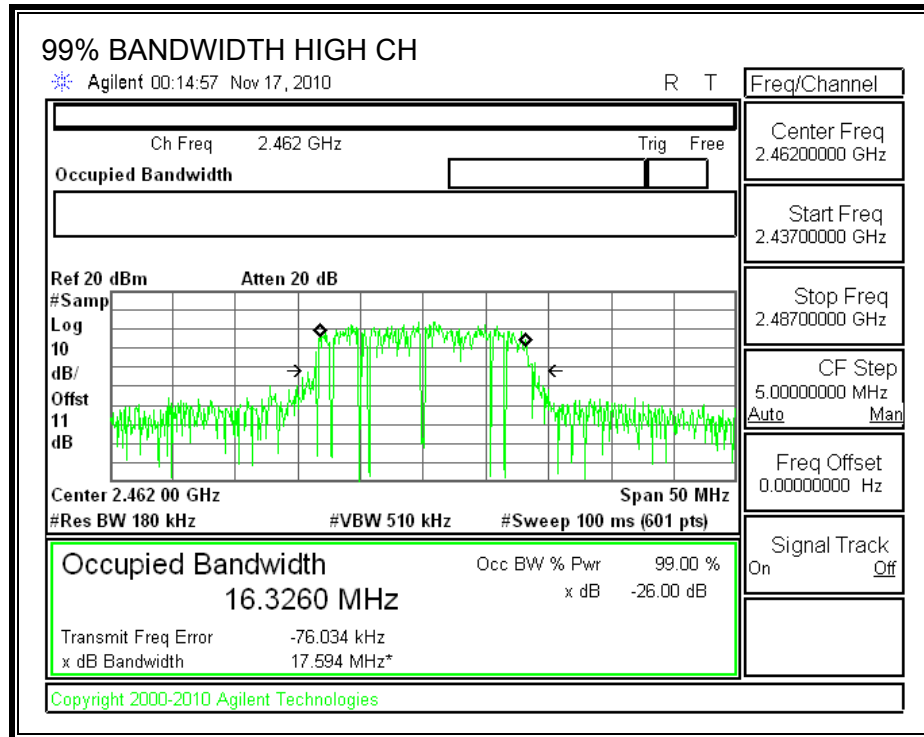 99% BANDWIDTH HIGH CH
Agilent 00:14:57 Nov 17, 2010 R T
Ch Freq 2.462 GHz Trig Free
Occupied Bandwidth
Ref 20 dBm Atten 20 dB
#Samp
Log
10
dB/
Offst
11
dB
Center 2.462 00 GHz Span 50 MHz
#Res BW 180 kHz #VBW 510 kHz #Sweep 100 ms (601 pts)
Occupied Bandwidth
16.3260 MHz
Occ BW % Pwr 99.00 %
x dB -26.00 dB
Transmit Freq Error -76.034 kHz
x dB Bandwidth 17.594 MHz*
Copyright 2000-2010 Agilent Technologies
Freq/Channel
Center Freq
2.46200000 GHz
Start Freq
2.43700000 GHz
Stop Freq
2.48700000 GHz
CF Step
5.00000000 MHz
Auto Man
Freq Offset
0.00000000 Hz
Signal Track
On Off